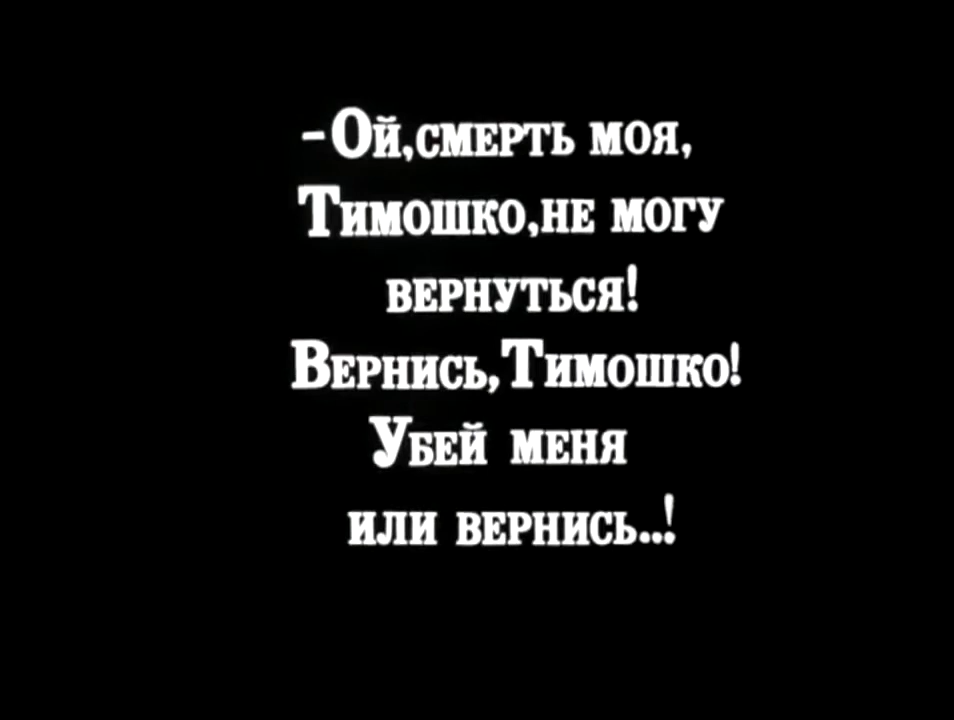 -Ой,смерть моя,
Тимошко,не могу
вернуться!
Вернись,Тимошко!
Убей меня
или вернись..!